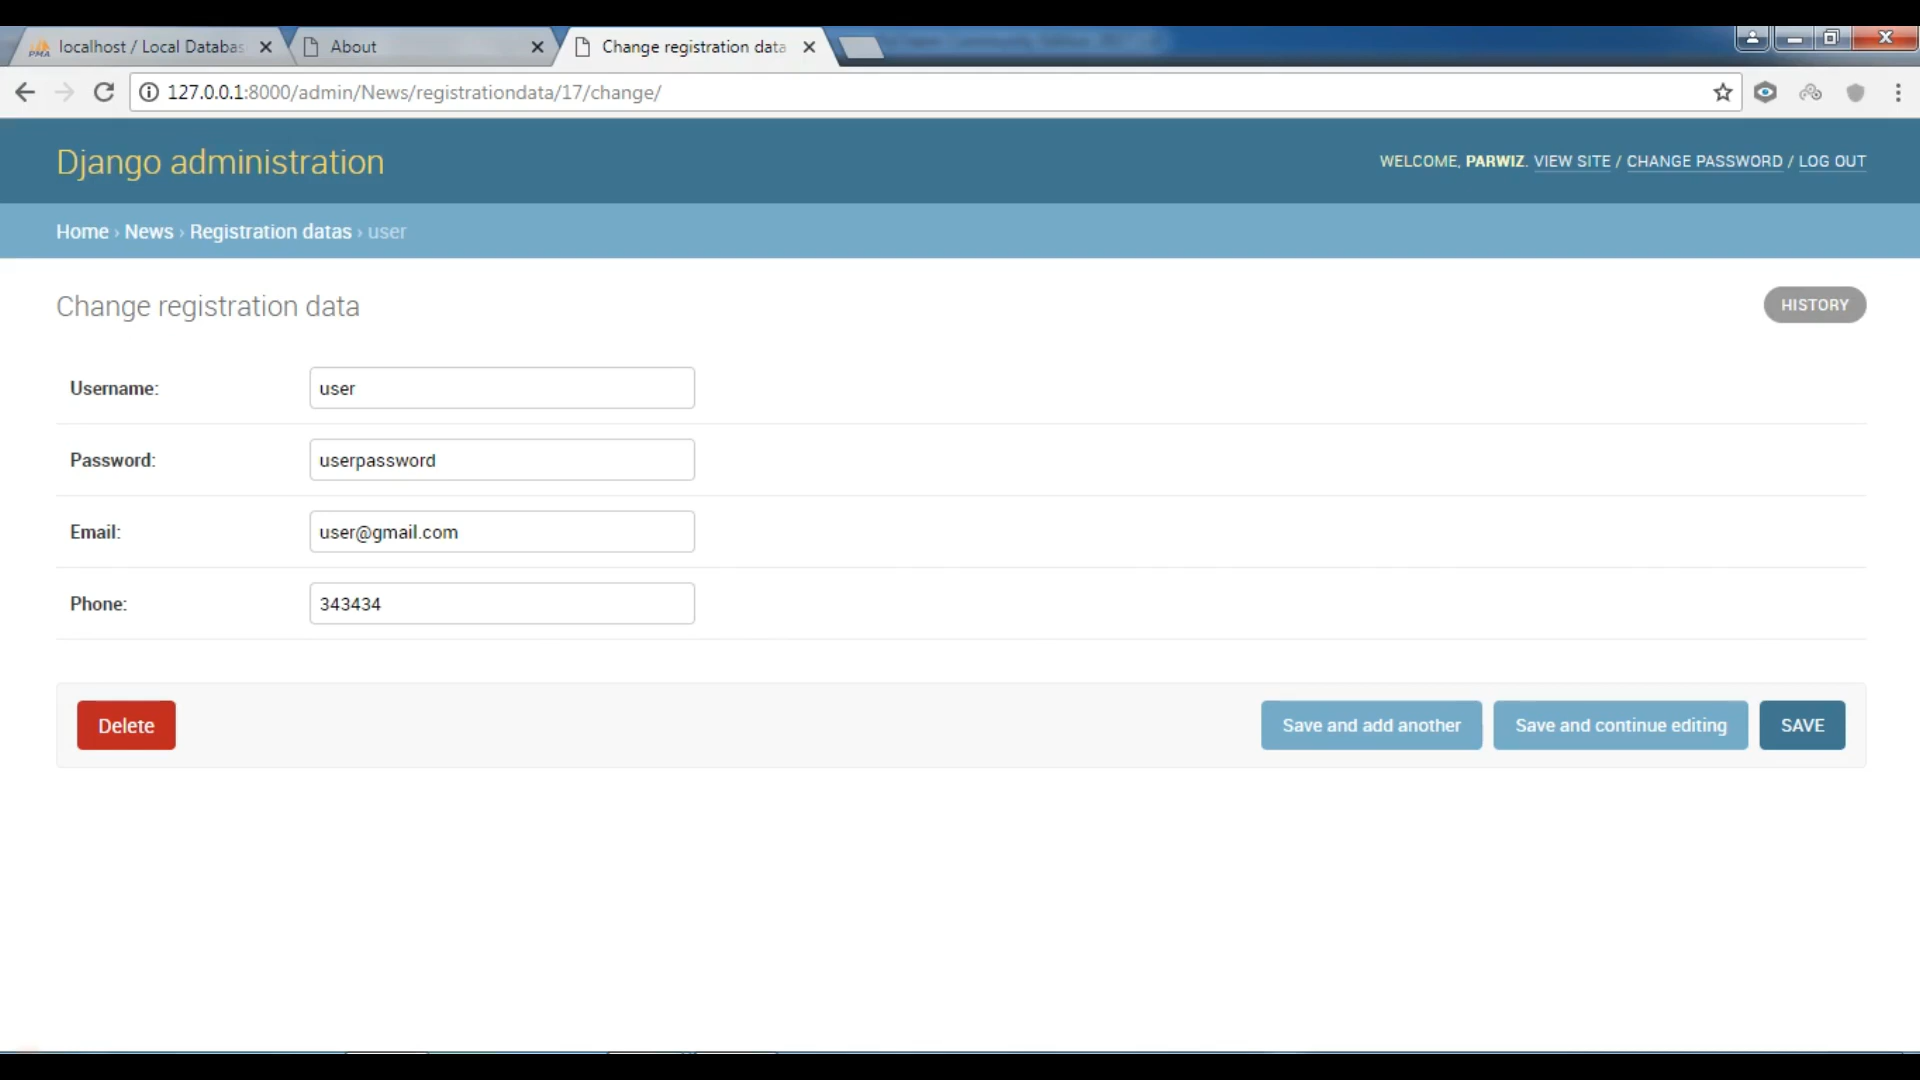 localhost / Local Databas
About
Change registration data
127.0.0.1:8000/admin/News/registrationdata/17/change/
Django administration
WELCOME, PARWIZ. VIEW SITE / CHANGE PASSWORD / LOG OUT
Home › News › Registration datas › user
Change registration data
HISTORY
Username:
user
Password:
userpassword
Email:
user@gmail.com
Phone:
343434
Delete
Save and add another
Save and continue editing
SAVE